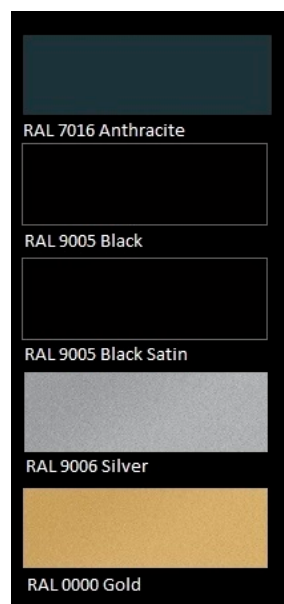 RAL 7016 Anthracite
RAL 9005 Black
RAL 9005 Black Satin
RAL 9006 Silver
RAL 0000 Gold